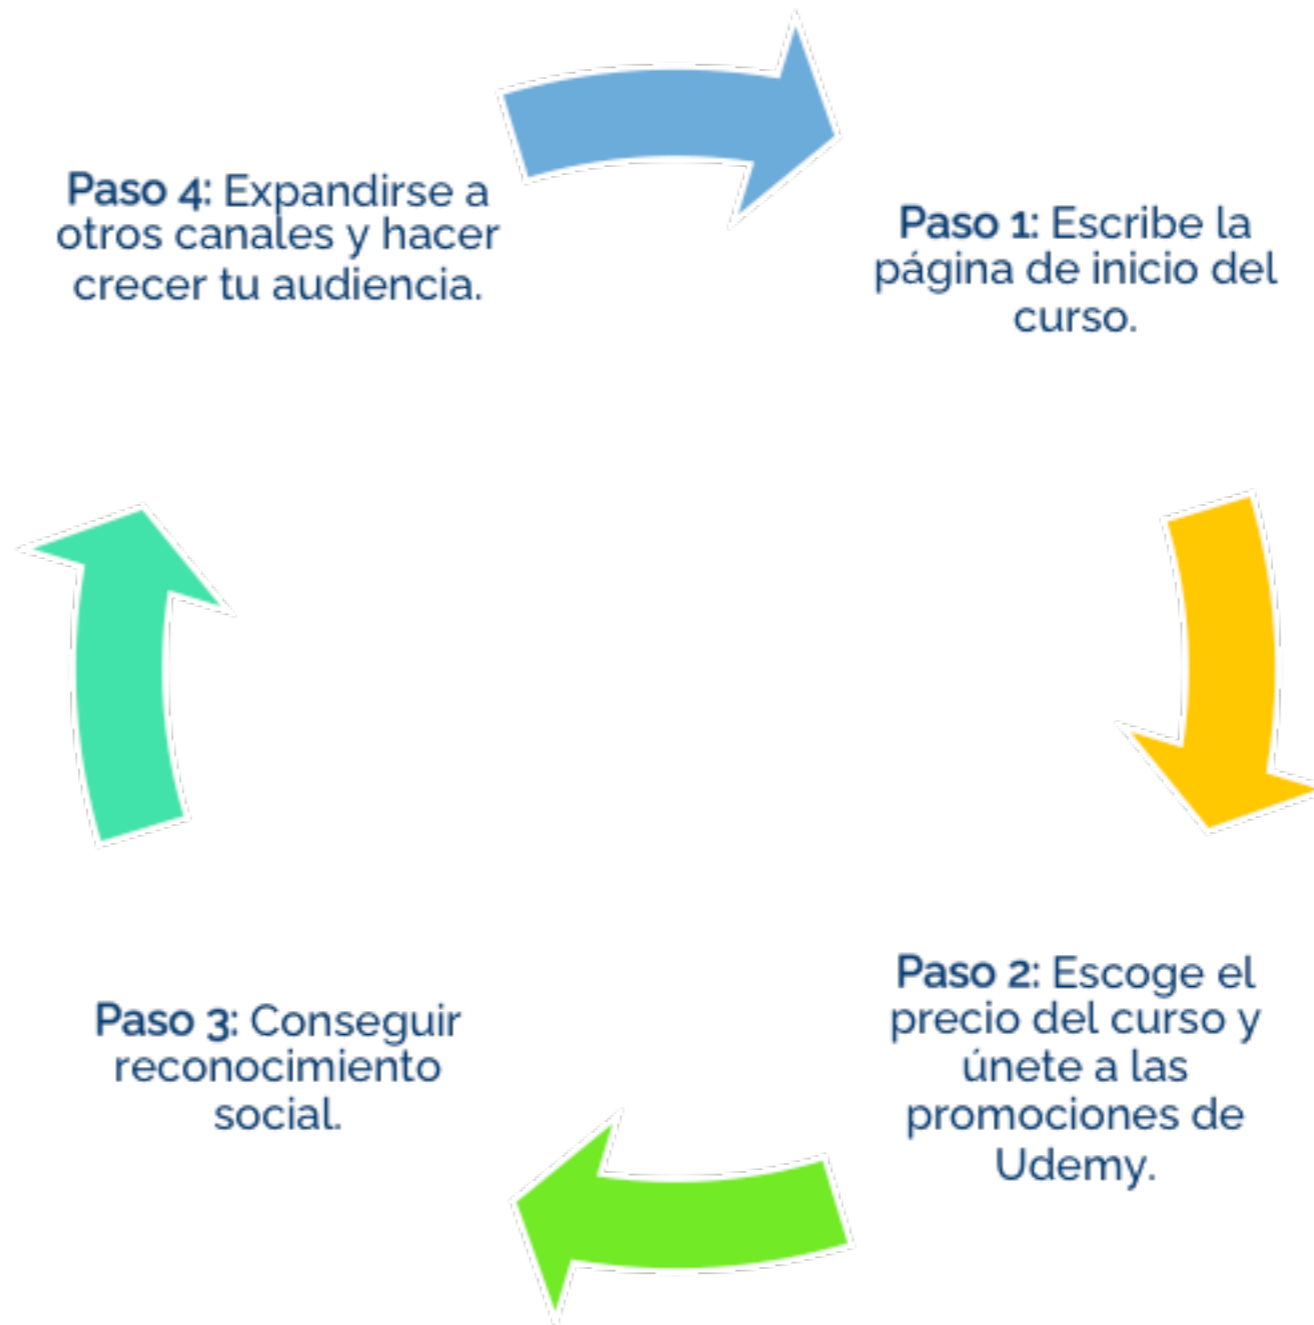 Paso 1: Escribe la
página de inicio del
curso.
Paso 2: Escoge el
precio del curso y
únete a las
promociones de
Udemy.
Paso 3: Conseguir
reconocimiento
social.
Paso 4: Expandirse a
otros canales y hacer
crecer tu audiencia.